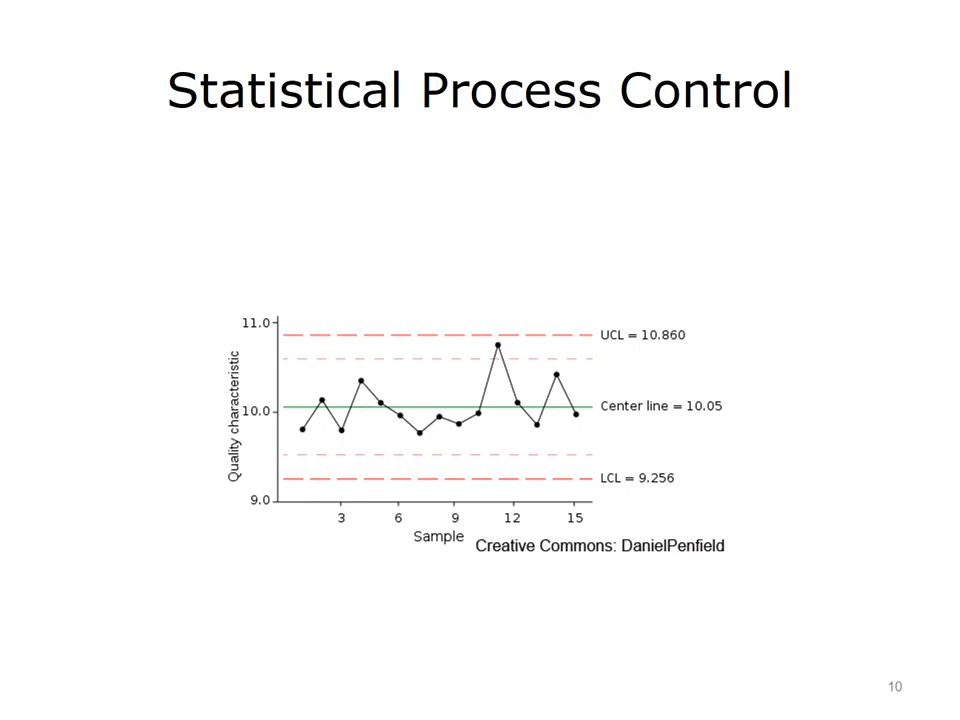 Statistical Process Control
11.0
UCL = 10.860
Quality characteristic
10.0
Center line = 10.05
LCL = 9.256
9.0
3 6 9 12 15
Sample
Creative Commons: DanielPenfield
10